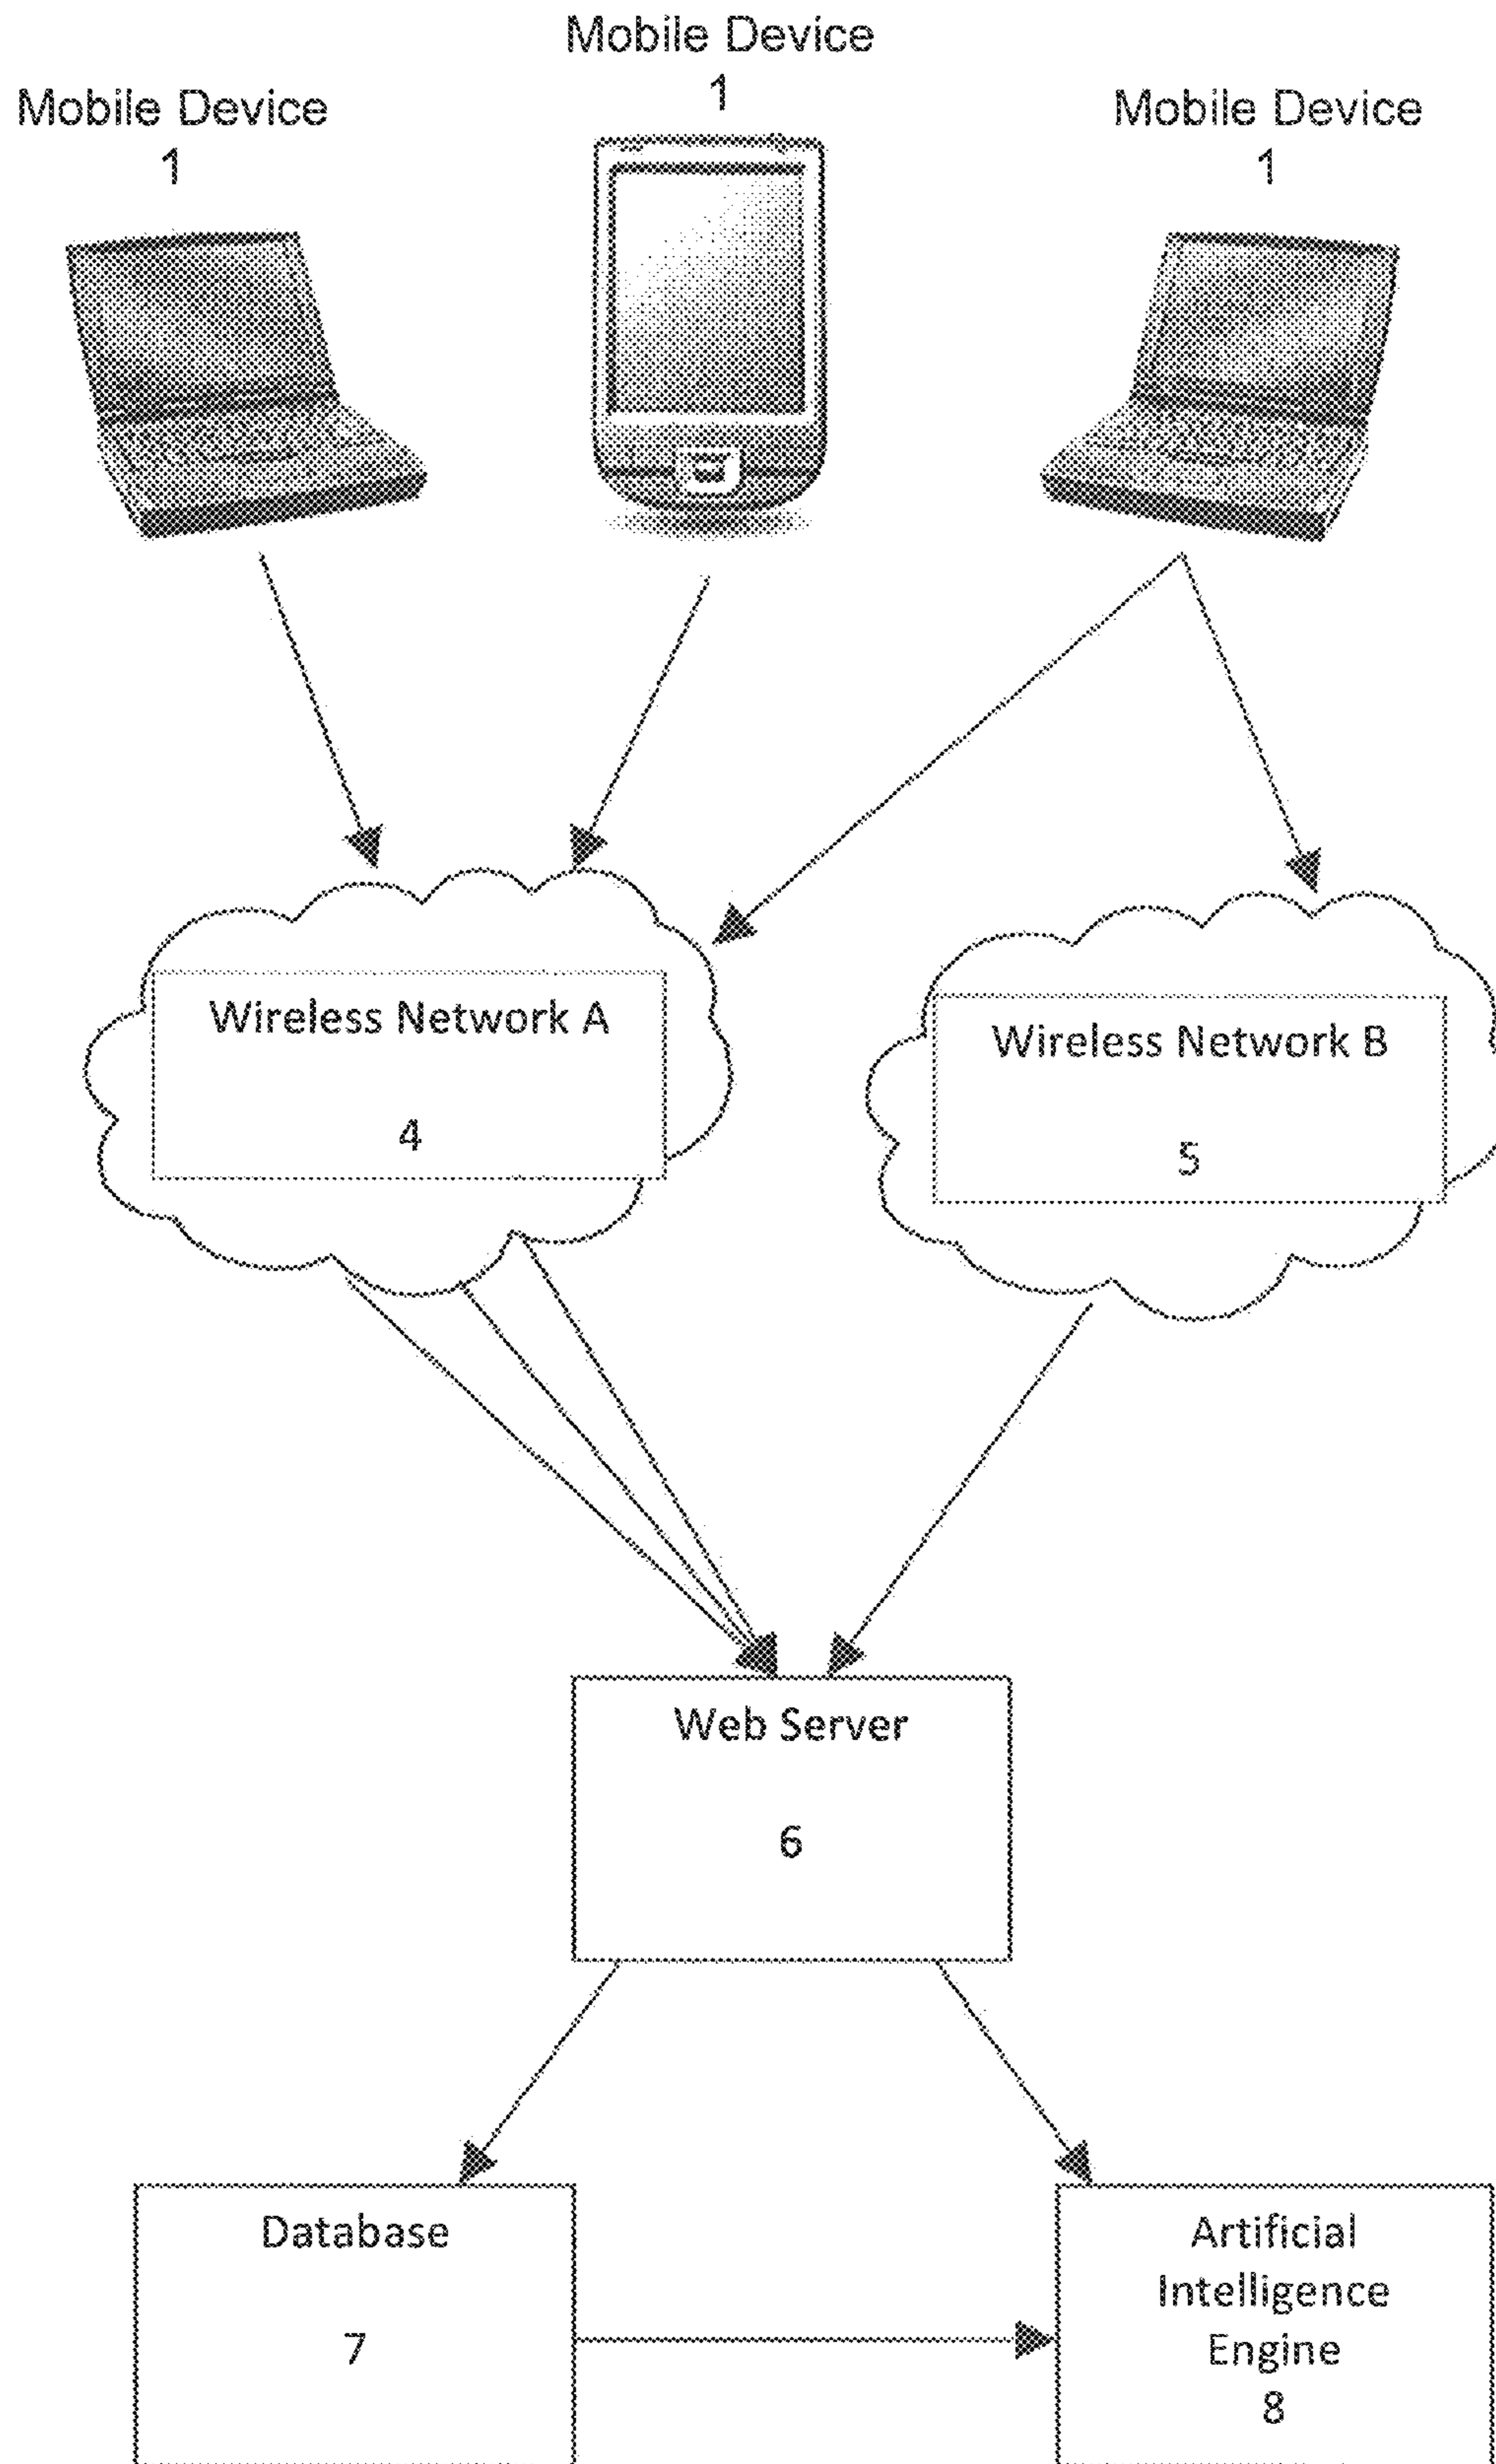 Mobile Device
1
Mobile Device
1
Mobile Device
1
Wireless Network A
4
Wireless Network B
5
Web Server
6
Database
7
Artificial
Intelligence
Engine
8